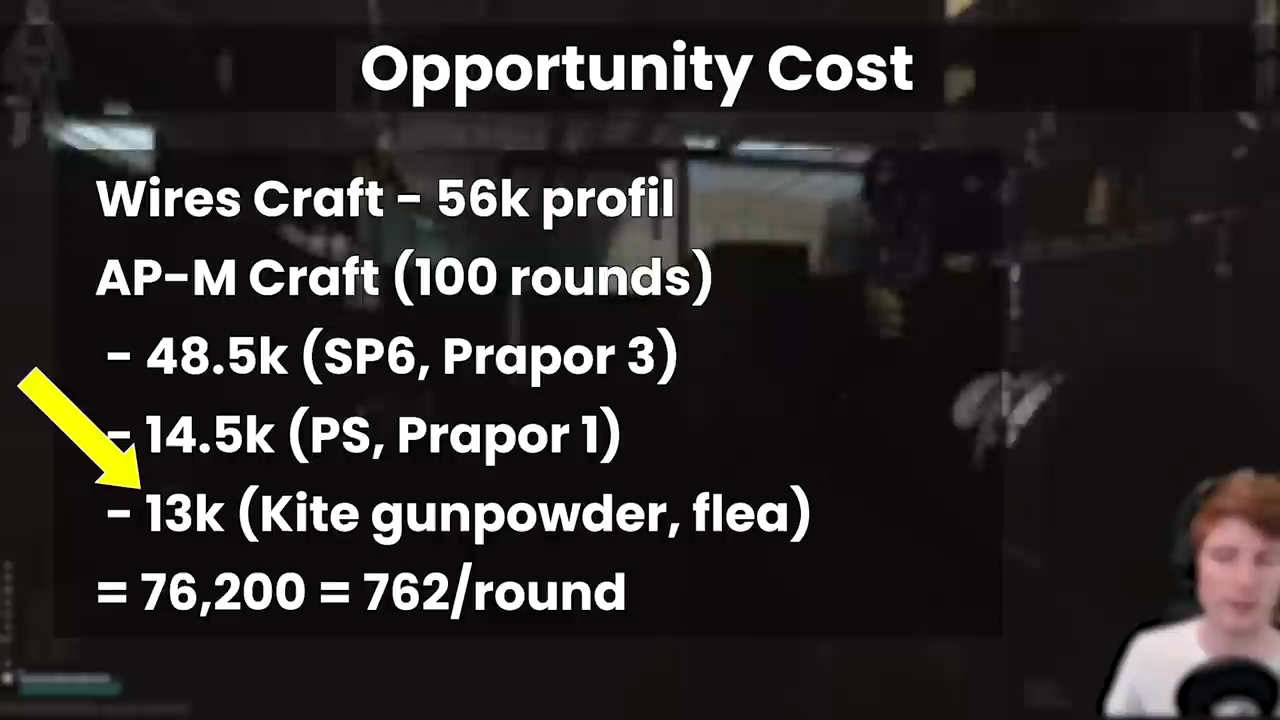 Opportunity Cost
Wires Craft - 56k profil
AP-M Craft (100 rounds)
- 48.5k (SP6, Prapor 3)
- 14.5k (PS, Prapor 1)
- 13k (Kite gunpowder, flea)
= 76,200 = 762/round